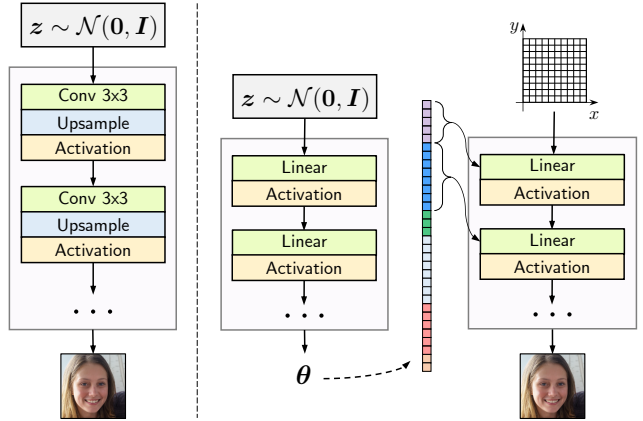 z ∼ N(0, I)
Conv 3x3
Upsample
Activation
Conv 3x3
Upsample
Activation
. . .
z ∼ N(0, I)
Linear
Activation
Linear
Activation
. . .
θ
y
x
Linear
Activation
Linear
Activation
. . .